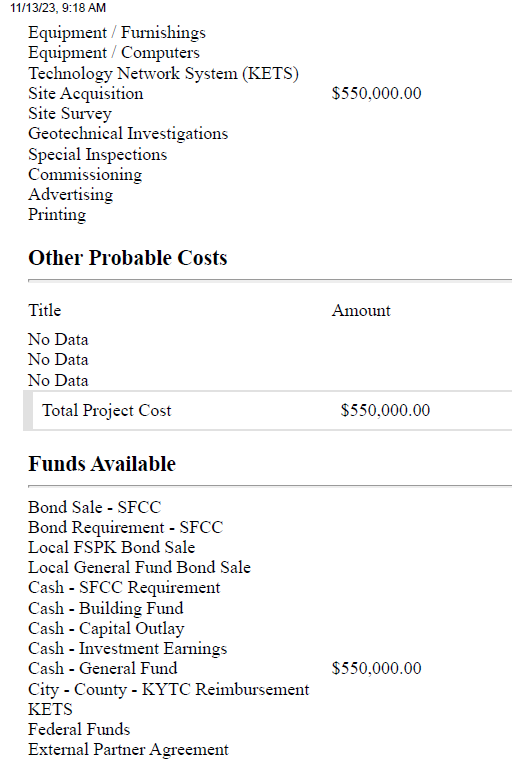 11/13/23, 9:18 AM
Equipment / Furnishings
Equipment / Computers
Technology Network System (KETS)
Site Acquisition $550,000.00
Site Survey
Geotechnical Investigations
Special Inspections
Commissioning
Advertising
Printing
Other Probable Costs
Title Amount
No Data
No Data
No Data
Total Project Cost $550,000.00
Funds Available
Bond Sale - SFCC
Bond Requirement - SFCC
Local FSPK Bond Sale
Local General Fund Bond Sale
Cash - SFCC Requirement
Cash - Building Fund
Cash - Capital Outlay
Cash - Investment Earnings
Cash - General Fund $550,000.00
City - County - KYTC Reimbursement
KETS
Federal Funds
External Partner Agreement